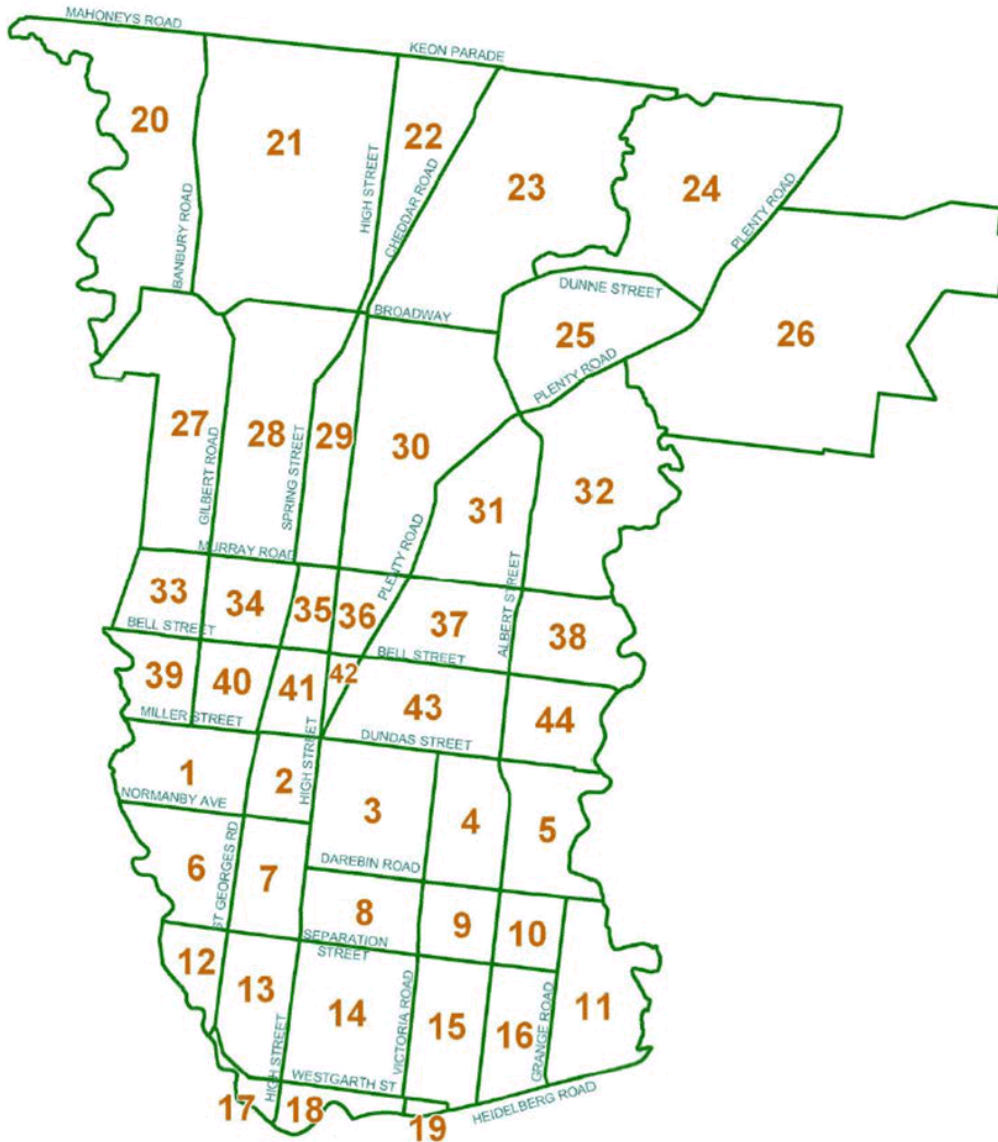 MAHONEYS ROAD
KEON PARADE
20
21
22
23
24
BANBURY ROAD
HIGH STREET
CHEDDAR ROAD
PLENTY ROAD
DUNNE STREET
BROADWAY
25
26
PLENTY ROAD
27
28
29
30
GILBERT ROAD
SPRING STREET
31
32
PLENTY ROAD
MURRAY ROAD
ALBERT STREET
33
34
35
36
37
38
BELL STREET
BELL STREET
39
40
41
42
43
44
MILLER STREET
HIGH STREET
DUNDAS STREET
1
2
3
4
5
NORMANBY AVE
ST GEORGES RD
DAREBIN ROAD
6
7
8
9
10
SEPARATION
STREET
12
13
14
15
16
11
HIGH STREET
VICTORIA ROAD
GRANGE ROAD
WESTGARTH ST
HEIDELBERG ROAD
17
18
19